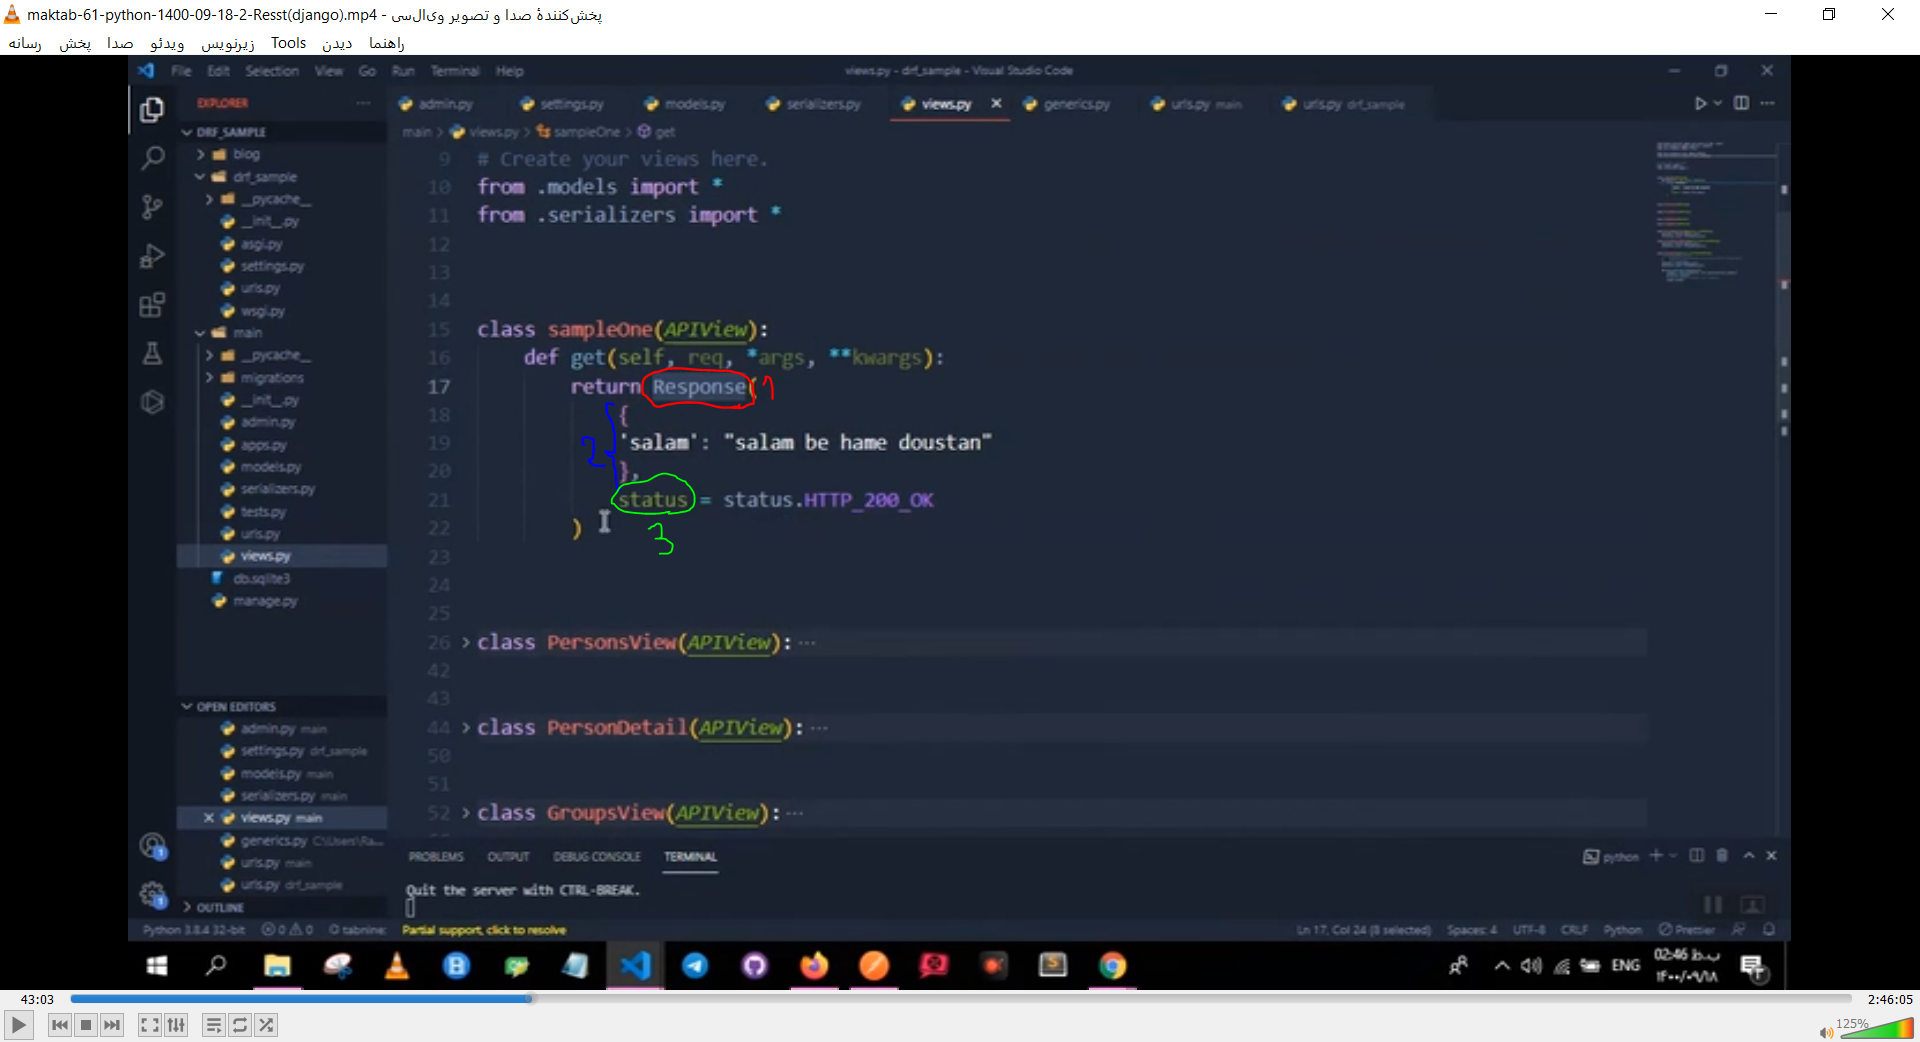 maktab-61-python-1400-09-18-2-Resst(django).mp4 - پخش‌کنندهٔ صدا و تصویر وی‌ال‌سی
رسانه پخش صدا ویدئو زیرنویس Tools دیدن راهنما
File Edit Selection View Go Run Terminal Help
views.py - drf_sample - Visual Studio Code
EXPLORER
admin.py settings.py models.py serializers.py views.py generics.py urls.py main urls.py drf_sample
main > views.py > sampleOne > get
DRF_SAMPLE
blog
drf_sample
__pycache__
__init__.py
asgi.py
settings.py
urls.py
wsgi.py
main
__pycache__
migrations
__init__.py
admin.py
apps.py
models.py
serializers.py
tests.py
urls.py
views.py
db.sqlite3
manage.py
OPEN EDITORS
admin.py main
settings.py drf_sample
models.py main
serializers.py main
views.py main
generics.py C:\Users\Ra...
urls.py main
urls.py drf_sample
OUTLINE
9 # Create your views here.
10 from .models import *
11 from .serializers import *
12
13
14
15 class sampleOne(APIView):
16 def get(self, req, *args, **kwargs):
17 return Response( 1
18 {
2
19 'salam': "salam be hame doustan"
20 },
21 status = status.HTTP_200_OK
22 )
3
23
24
25
26 class PersonsView(APIView): ...
42
43
44 class PersonDetail(APIView): ...
50
51
52 class GroupsView(APIView): ...
PROBLEMS OUTPUT DEBUG CONSOLE TERMINAL
python
Quit the server with CTRL-BREAK.
Python 3.8.4 32-bit 0 0 tabnine: Partial support, click to resolve
Ln 17, Col 24 (8 selected) Spaces: 4 UTF-8 CRLF Python Prettier
ENG
02:46 ب.ظ
۱۴۰۰/۰۹/۱۸
43:03
2:46:05
125%